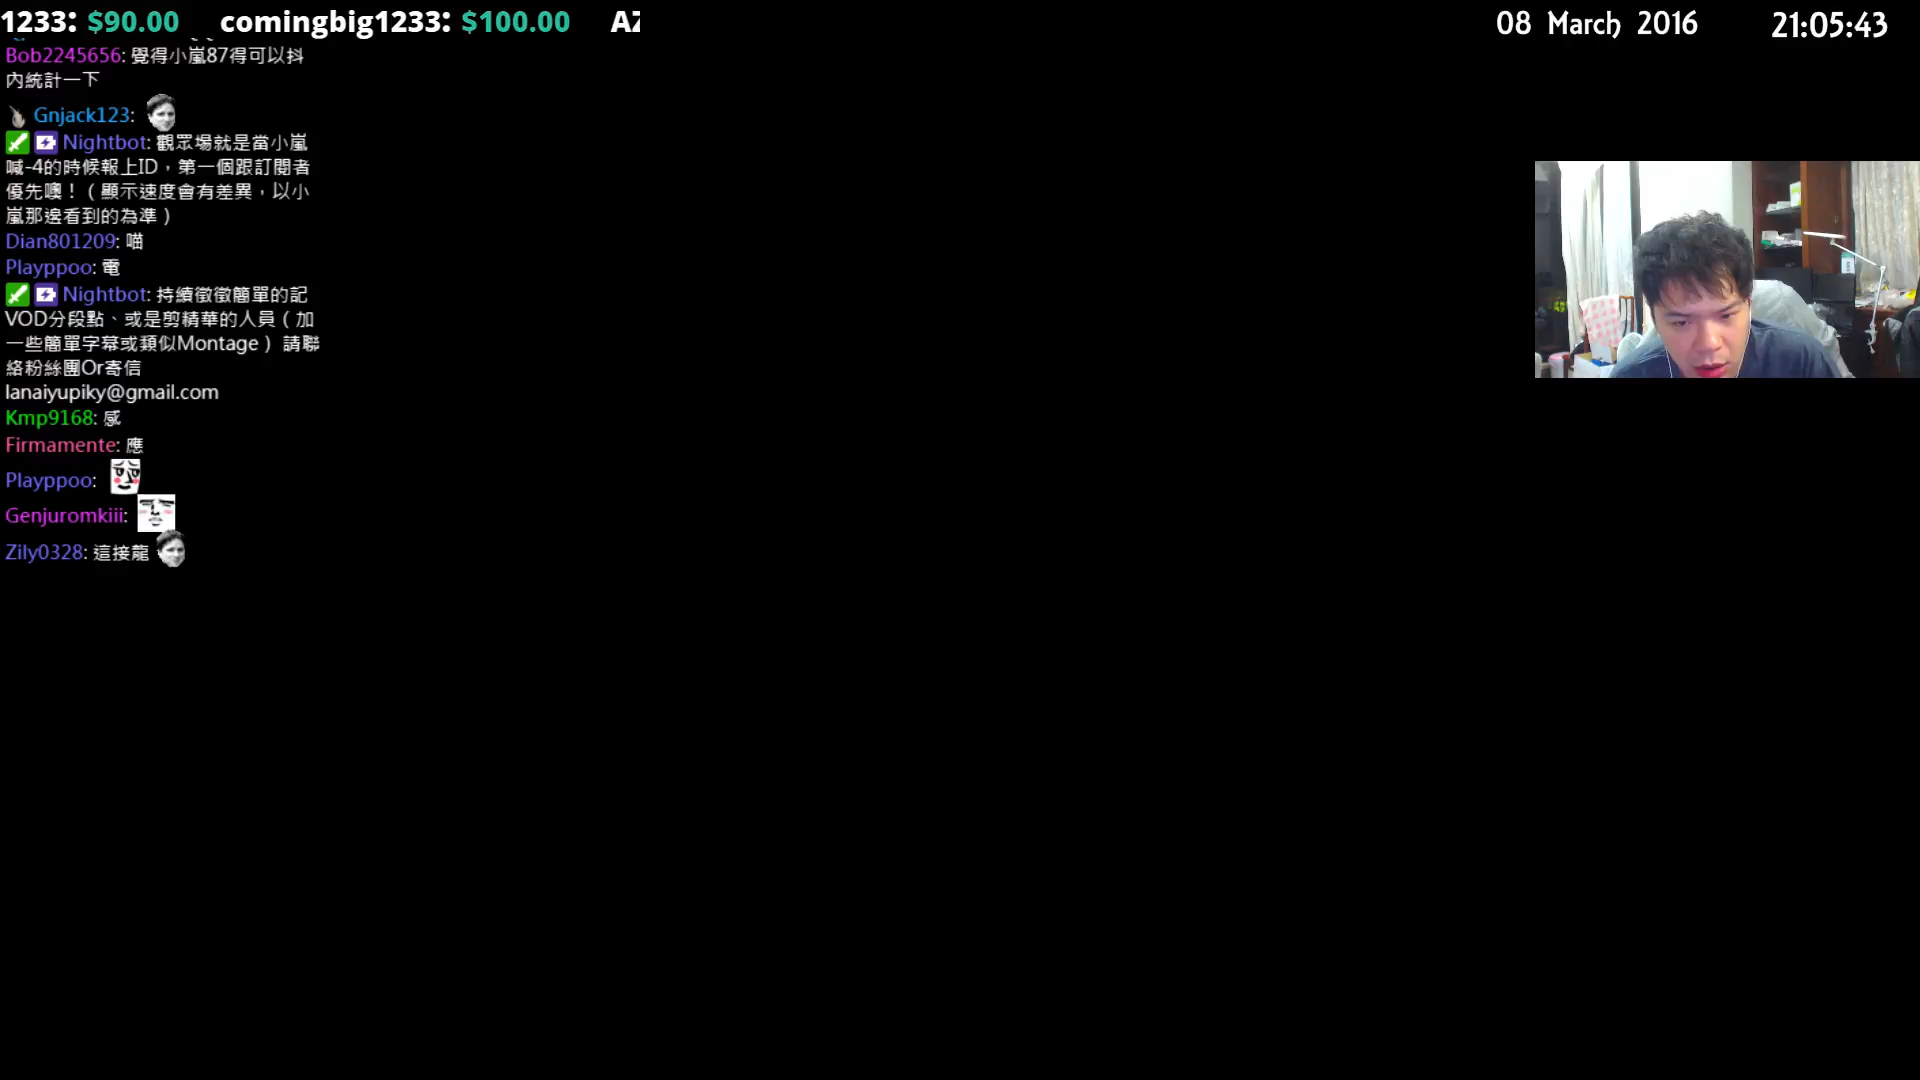 1233: $90.00 comingbig1233: $100.00 AZ
08 March 2016 21:05:43
Bob2245656: 覺得小嵐87得可以抖
內統計一下
Gnjack123:
Nightbot: 觀眾場就是當小嵐
喊-4的時候報上ID，第一個跟訂閱者
優先噢！（顯示速度會有差異，以小
嵐那邊看到的為準）
Dian801209: 喵
Playppoo: 電
Nightbot: 持續徵徵簡單的記
VOD分段點、或是剪精華的人員（加
一些簡單字幕或類似Montage） 請聯
絡粉絲團Or寄信
lanaiyupiky@gmail.com
Kmp9168: 感
Firmamente: 應
Playppoo:
Genjuromkiii:
Zily0328: 這接龍